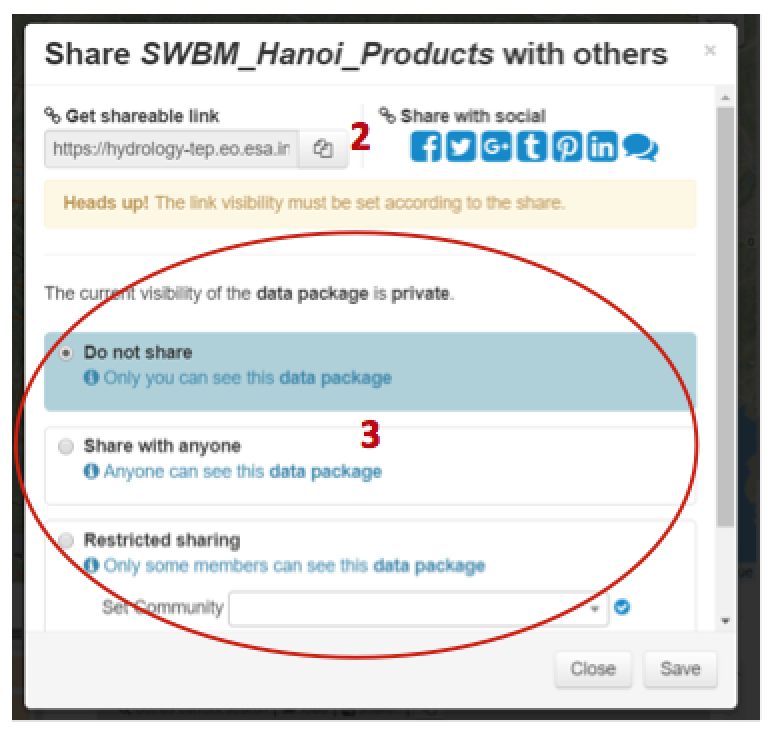 Share SWBM_Hanoi_Products with others ×
Get shareable link
https://hydrology-tep.eo.esa.in
2
Share with social
Heads up! The link visibility must be set according to the share.
The current visibility of the data package is private.
Do not share
Only you can see this data package
3
Share with anyone
Anyone can see this data package
Restricted sharing
Only some members can see this data package
Set Community
Close Save